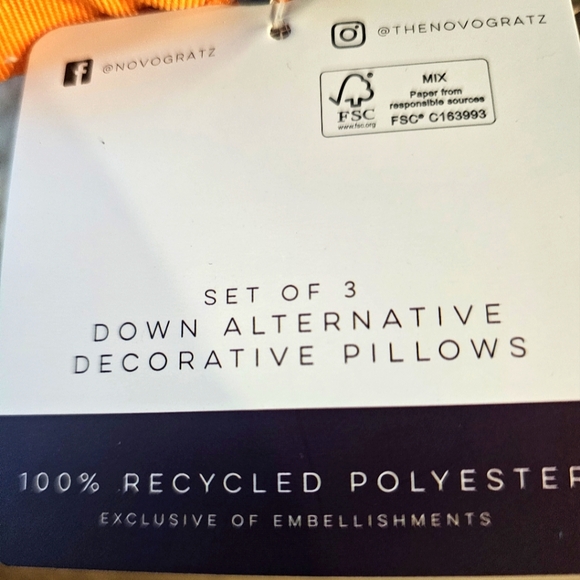 @NOVOGRATZ
@THENOVOGRATZ
FSC
www.fsc.org
MIX
Paper from
responsible sources
FSC® C163993
SET OF 3
DOWN ALTERNATIVE
DECORATIVE PILLOWS
100% RECYCLED POLYESTER
EXCLUSIVE OF EMBELLISHMENTS